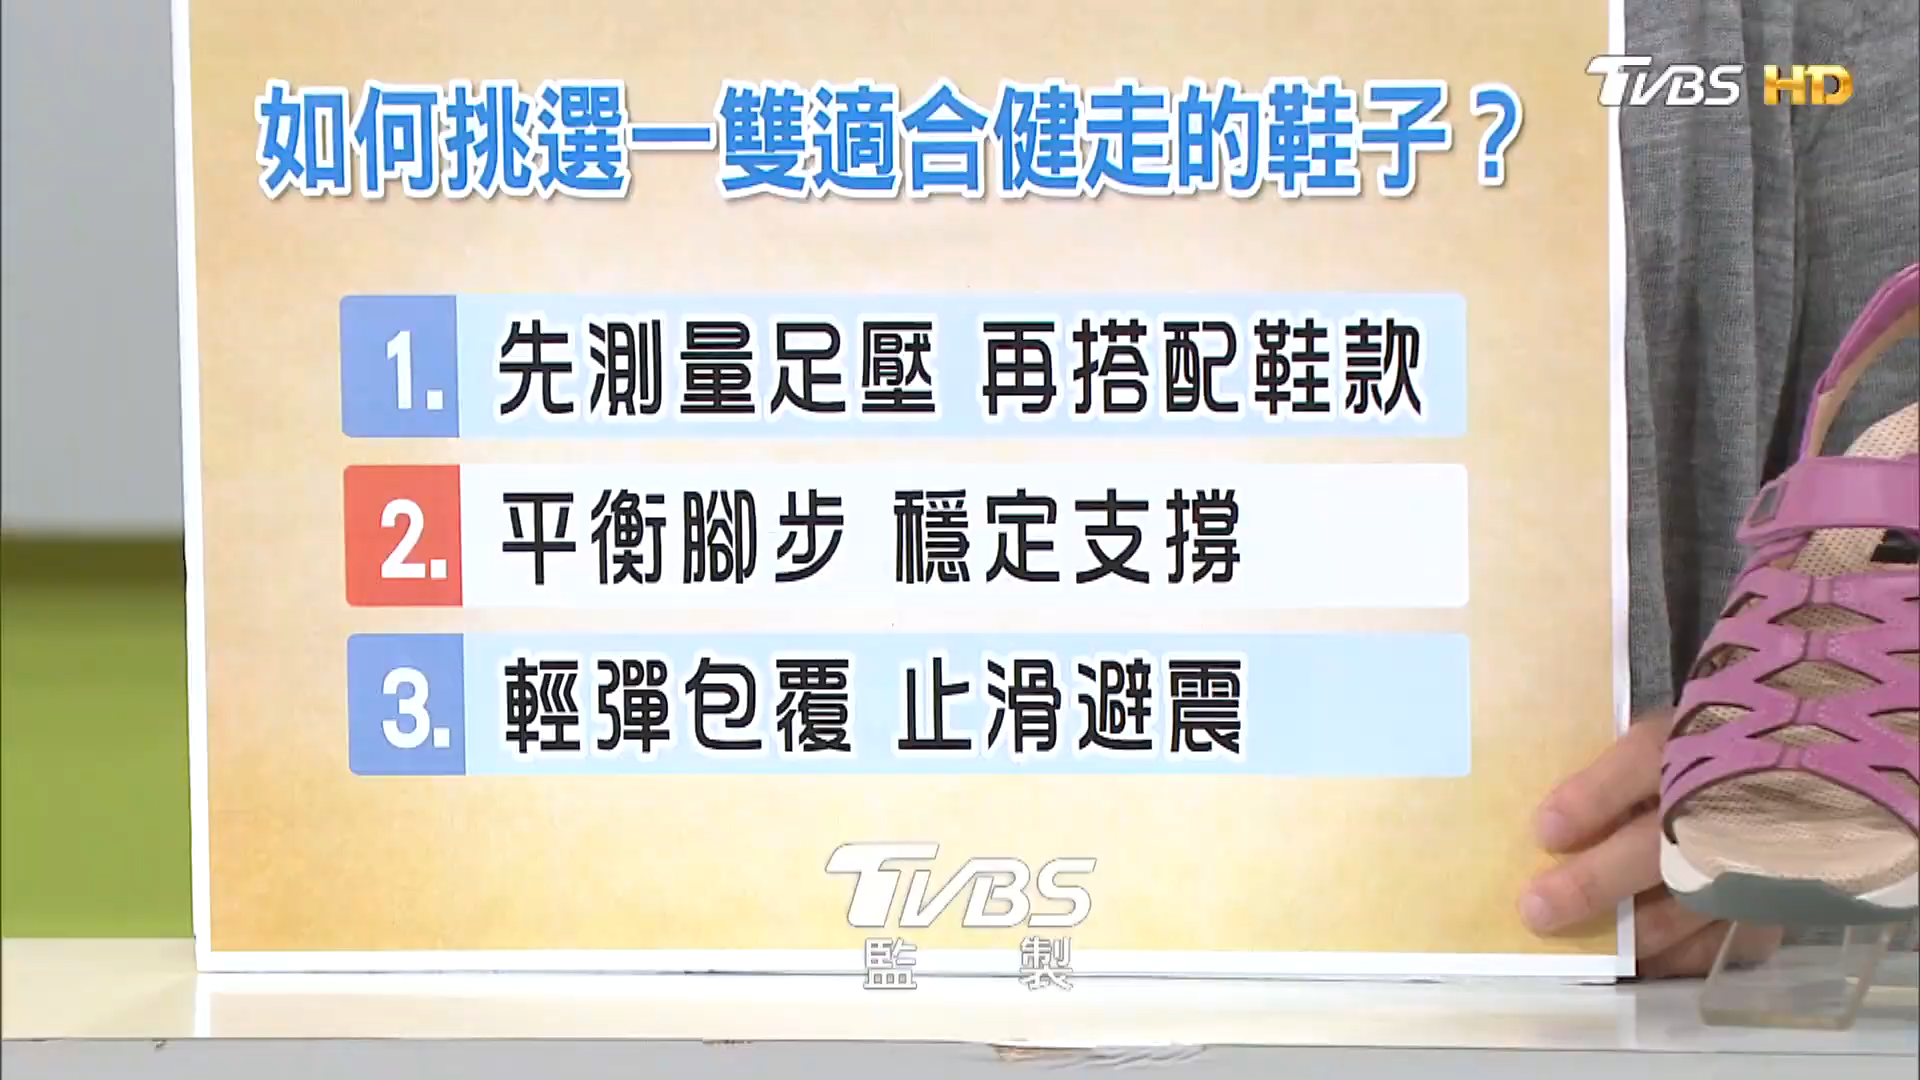 TVBS HD
如何挑選一雙適合健走的鞋子？
1. 先測量足壓 再搭配鞋款
2. 平衡腳步 穩定支撐
3. 輕彈包覆 止滑避震
TVBS
監製